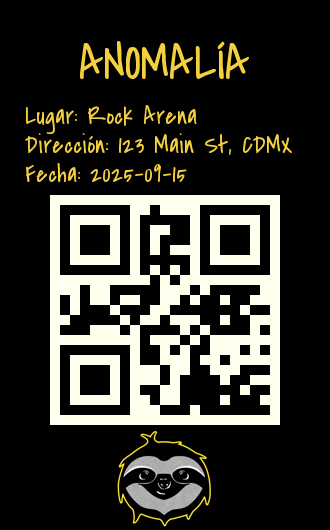 ANOMALÍA
Lugar: Rock Arena
Dirección: 123 Main St, CDMX
Fecha: 2025-09-15